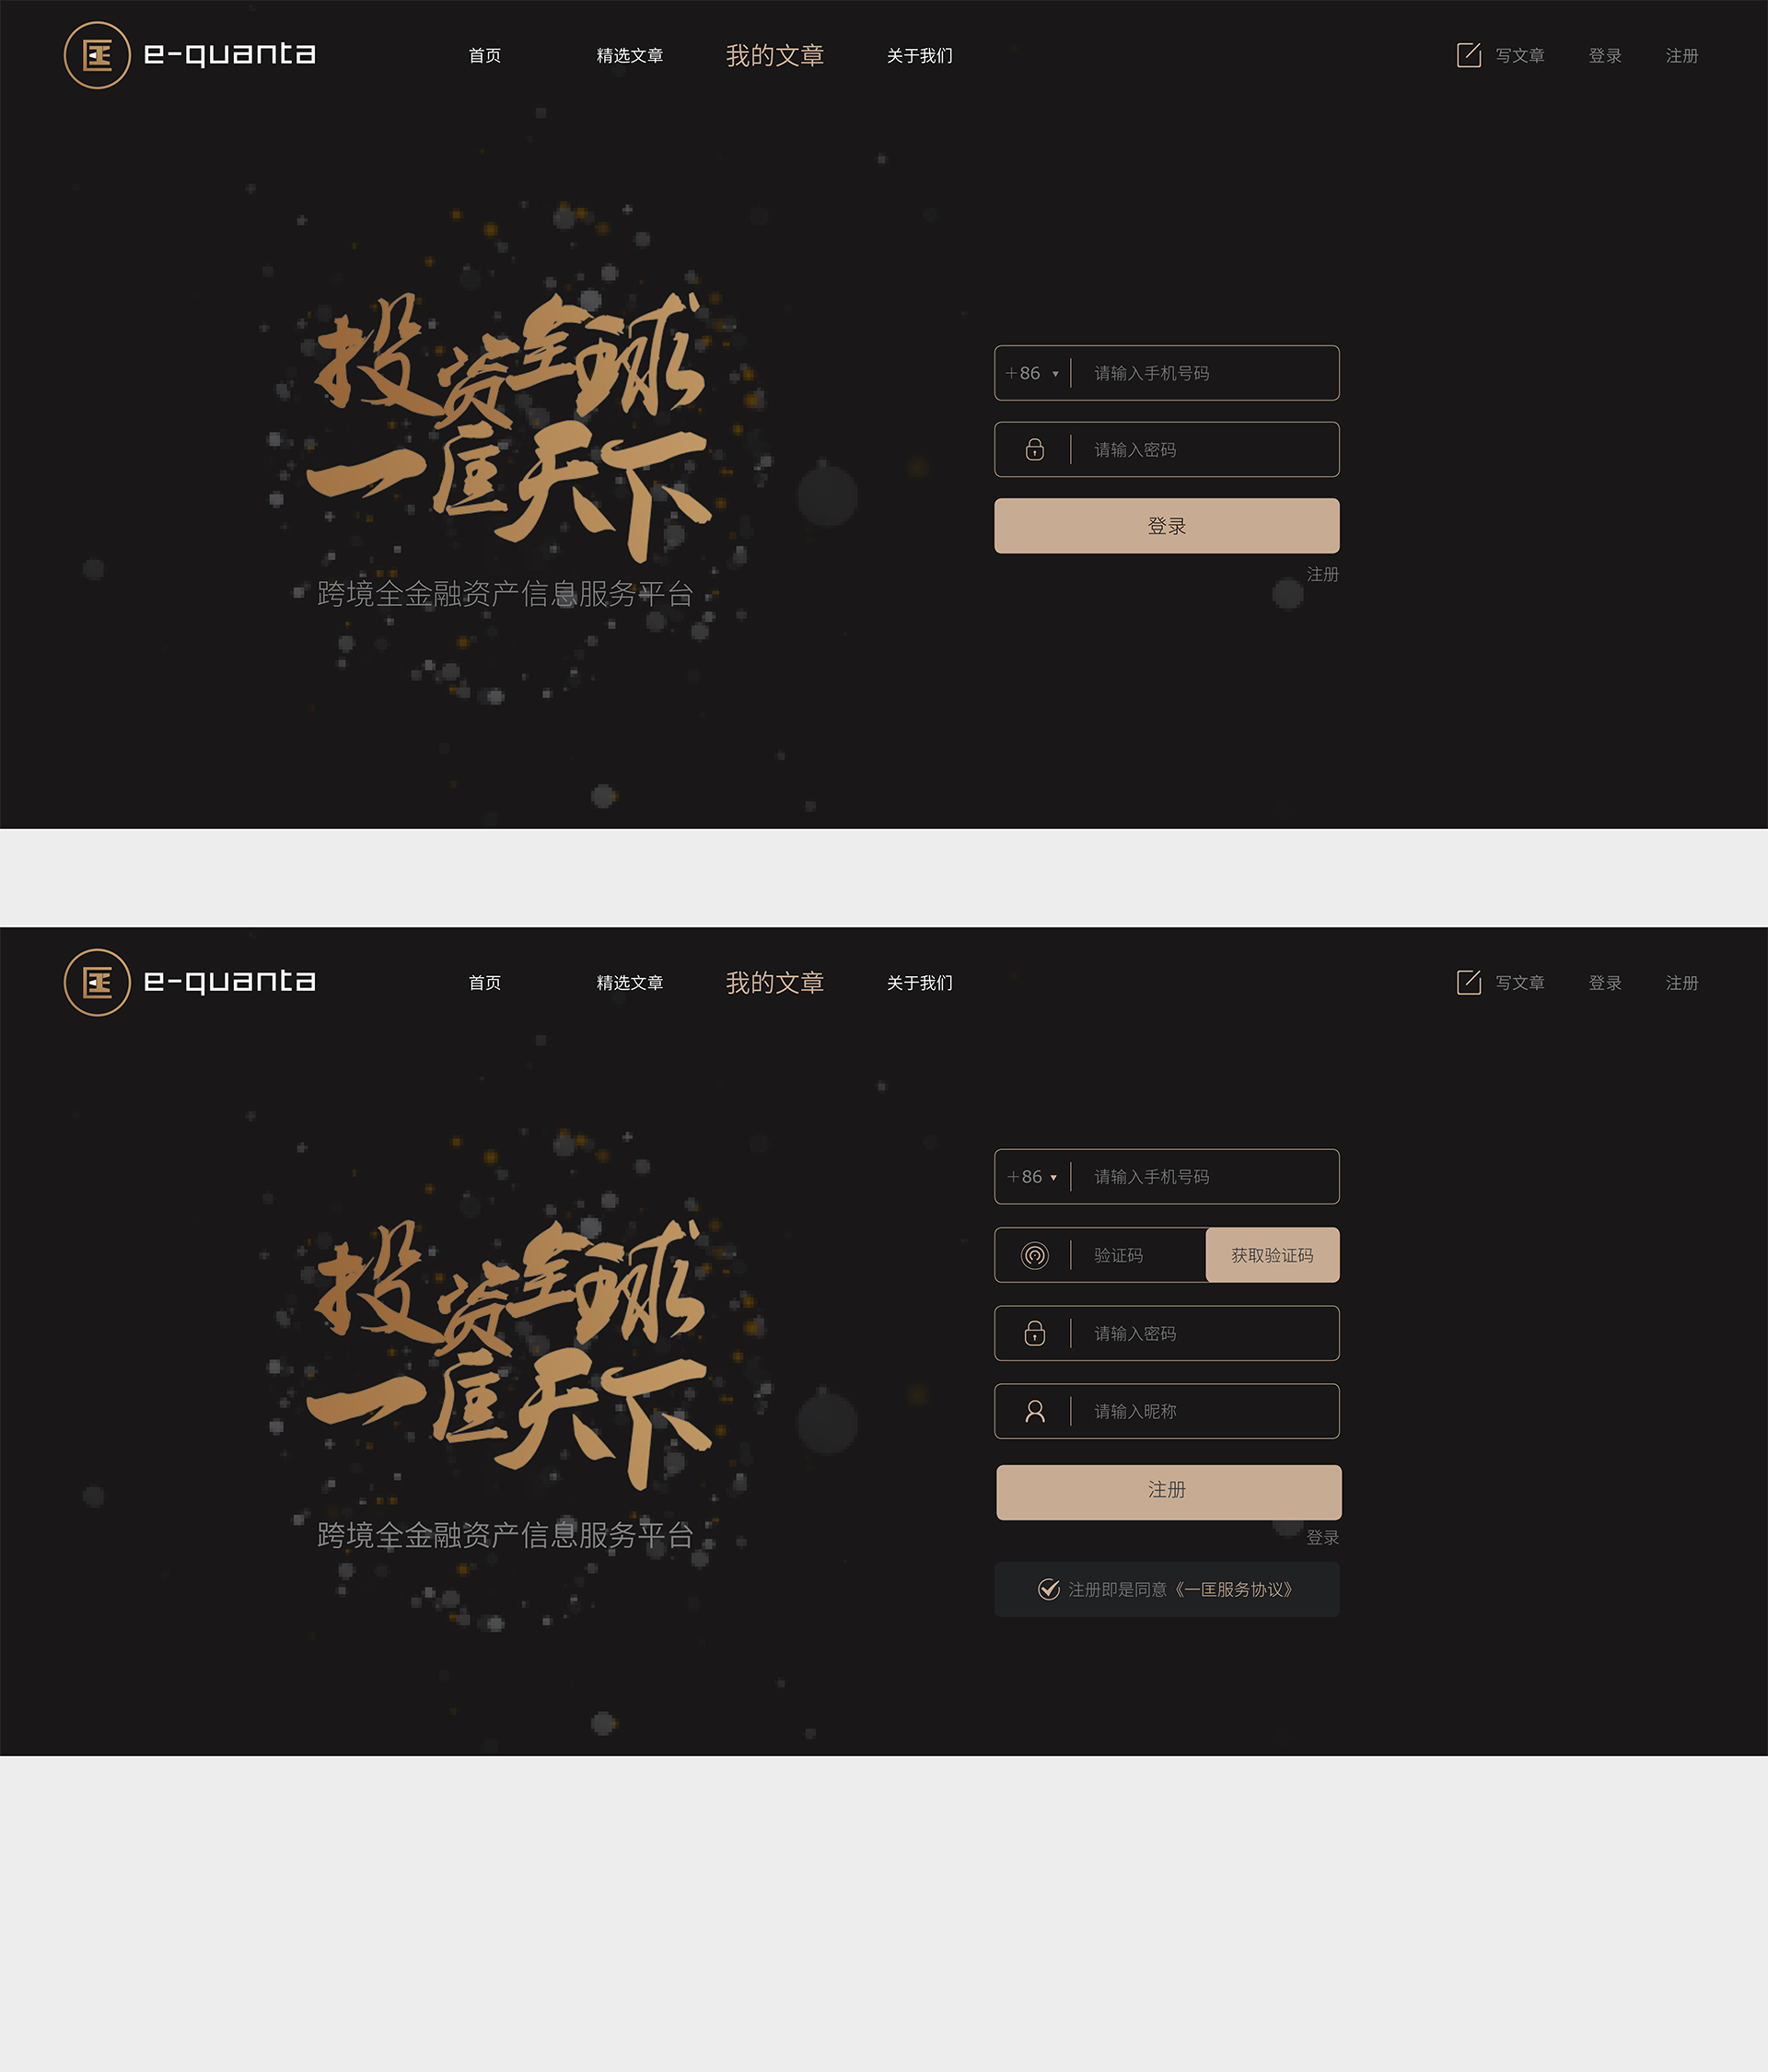 e-quanta 首页 精选文章 我的文章 关于我们 写文章 登录 注册
投资全球
一匡天下
跨境全金融资产信息服务平台
+86 请输入手机号码
请输入密码
登录
注册
e-quanta 首页 精选文章 我的文章 关于我们 写文章 登录 注册
投资全球
一匡天下
跨境全金融资产信息服务平台
+86 请输入手机号码
验证码 获取验证码
请输入密码
请输入昵称
注册
登录
注册即是同意《一匡服务协议》